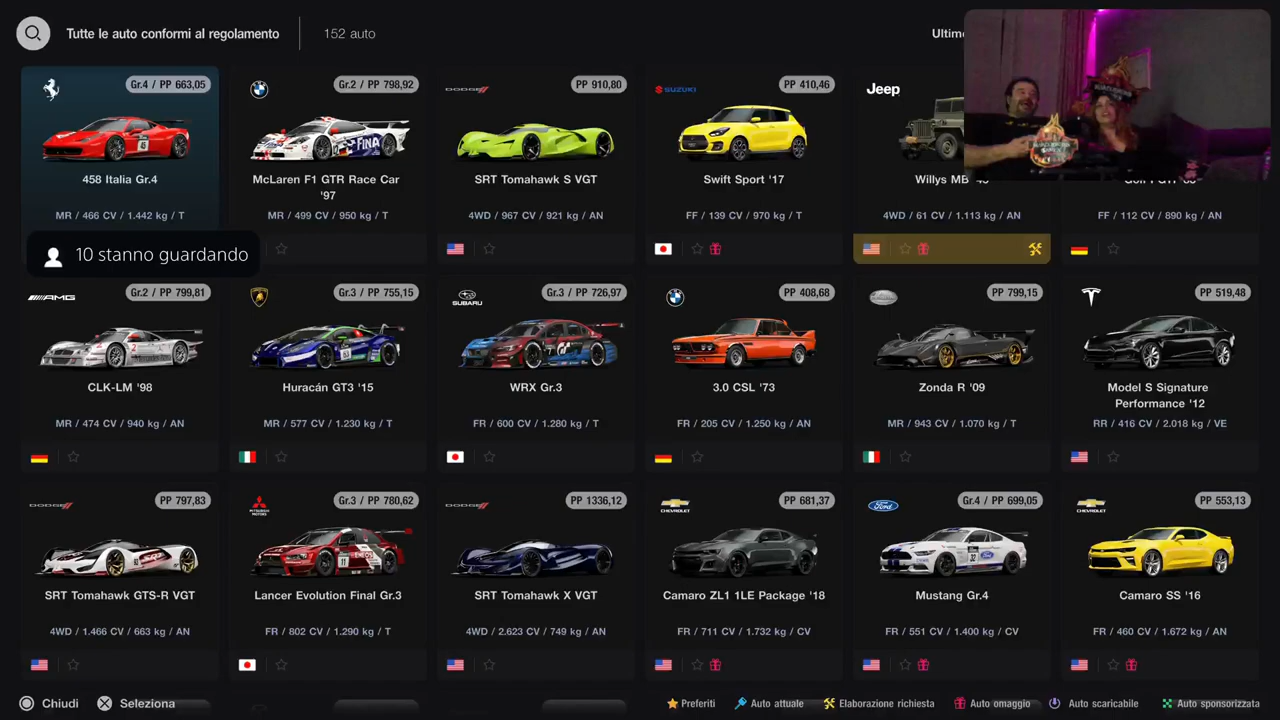 Tutte le auto conformi al regolamento
152 auto
Ultime
Gr.4 / PP 663,05
458 Italia Gr.4
MR / 466 CV / 1.442 kg / T
Gr.2 / PP 798,92
McLaren F1 GTR Race Car
'97
MR / 499 CV / 950 kg / T
DODGE
PP 910,80
SRT Tomahawk S VGT
4WD / 967 CV / 921 kg / AN
SUZUKI
PP 410,46
Swift Sport '17
FF / 139 CV / 970 kg / T
Jeep
Willys MB '45
4WD / 61 CV / 1.113 kg / AN
FF / 112 CV / 890 kg / AN
10 stanno guardando
AMG
Gr.2 / PP 799,81
CLK-LM '98
MR / 474 CV / 940 kg / AN
Gr.3 / PP 755,15
Huracán GT3 '15
MR / 577 CV / 1.230 kg / T
SUBARU
Gr.3 / PP 726,97
WRX Gr.3
FR / 600 CV / 1.280 kg / T
PP 408,68
3.0 CSL '73
FR / 205 CV / 1.250 kg / AN
PP 799,15
Zonda R '09
MR / 943 CV / 1.070 kg / T
PP 519,48
Model S Signature
Performance '12
RR / 416 CV / 2.018 kg / VE
DODGE
PP 797,83
SRT Tomahawk GTS-R VGT
4WD / 1.466 CV / 663 kg / AN
MITSUBISHI
MOTORS
Gr.3 / PP 780,62
Lancer Evolution Final Gr.3
FR / 802 CV / 1.290 kg / T
DODGE
PP 1336,12
SRT Tomahawk X VGT
4WD / 2.623 CV / 749 kg / AN
CHEVROLET
PP 681,37
Camaro ZL1 1LE Package '18
FR / 711 CV / 1.732 kg / CV
Ford
Gr.4 / PP 699,05
Mustang Gr.4
FR / 551 CV / 1.400 kg / CV
CHEVROLET
PP 553,13
Camaro SS '16
FR / 460 CV / 1.672 kg / AN
Chiudi
Seleziona
Preferiti
Auto attuale
Elaborazione richiesta
Auto omaggio
Auto scaricabile
Auto sponsorizzata